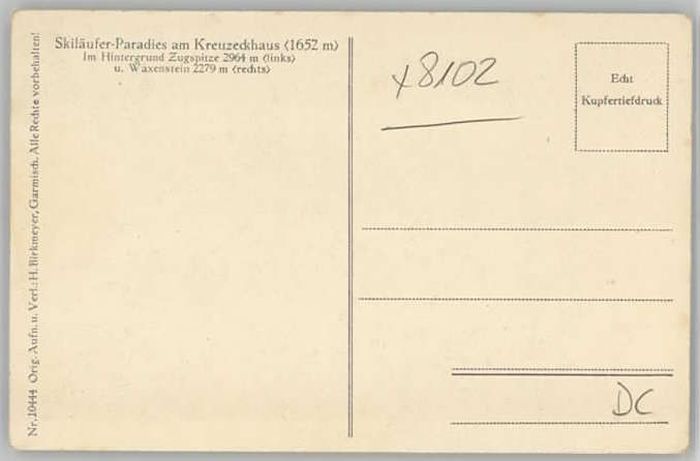 Skiläufer-Paradies am Kreuzeckhaus (1652 m)
Im Hintergrund Zugspitze 2964 m (links)
u. Waxenstein 2279 m (rechts)
Nr. 10444 Orig.-Aufn. u. Verl.: H. Birkmeyer, Garmisch. Alle Rechte vorbehalten!
x8102
Echt
Kupfertiefdruck
DC